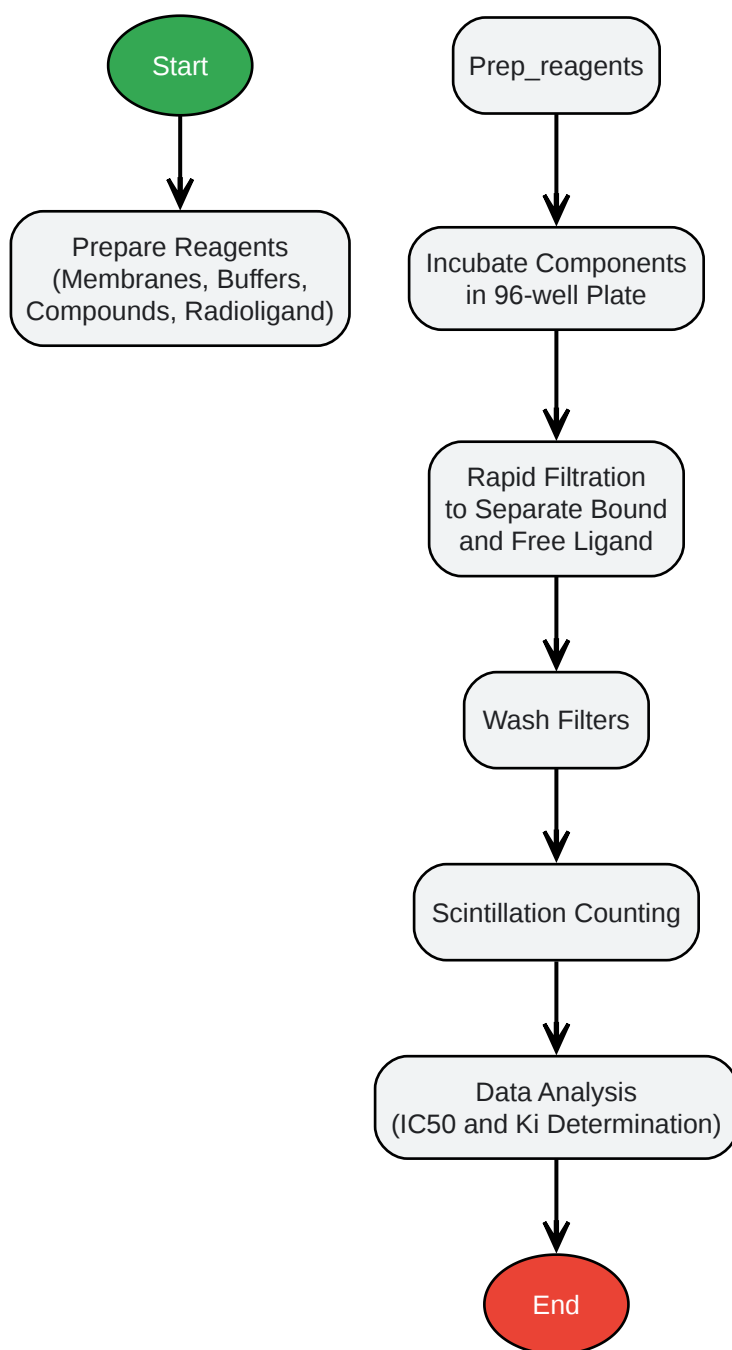 Start
Prepare Reagents
(Membranes, Buffers,
Compounds, Radioligand)
Prep_reagents
Incubate Components
in 96-well Plate
Rapid Filtration
to Separate Bound
and Free Ligand
Wash Filters
Scintillation Counting
Data Analysis
(IC50 and Ki Determination)
End